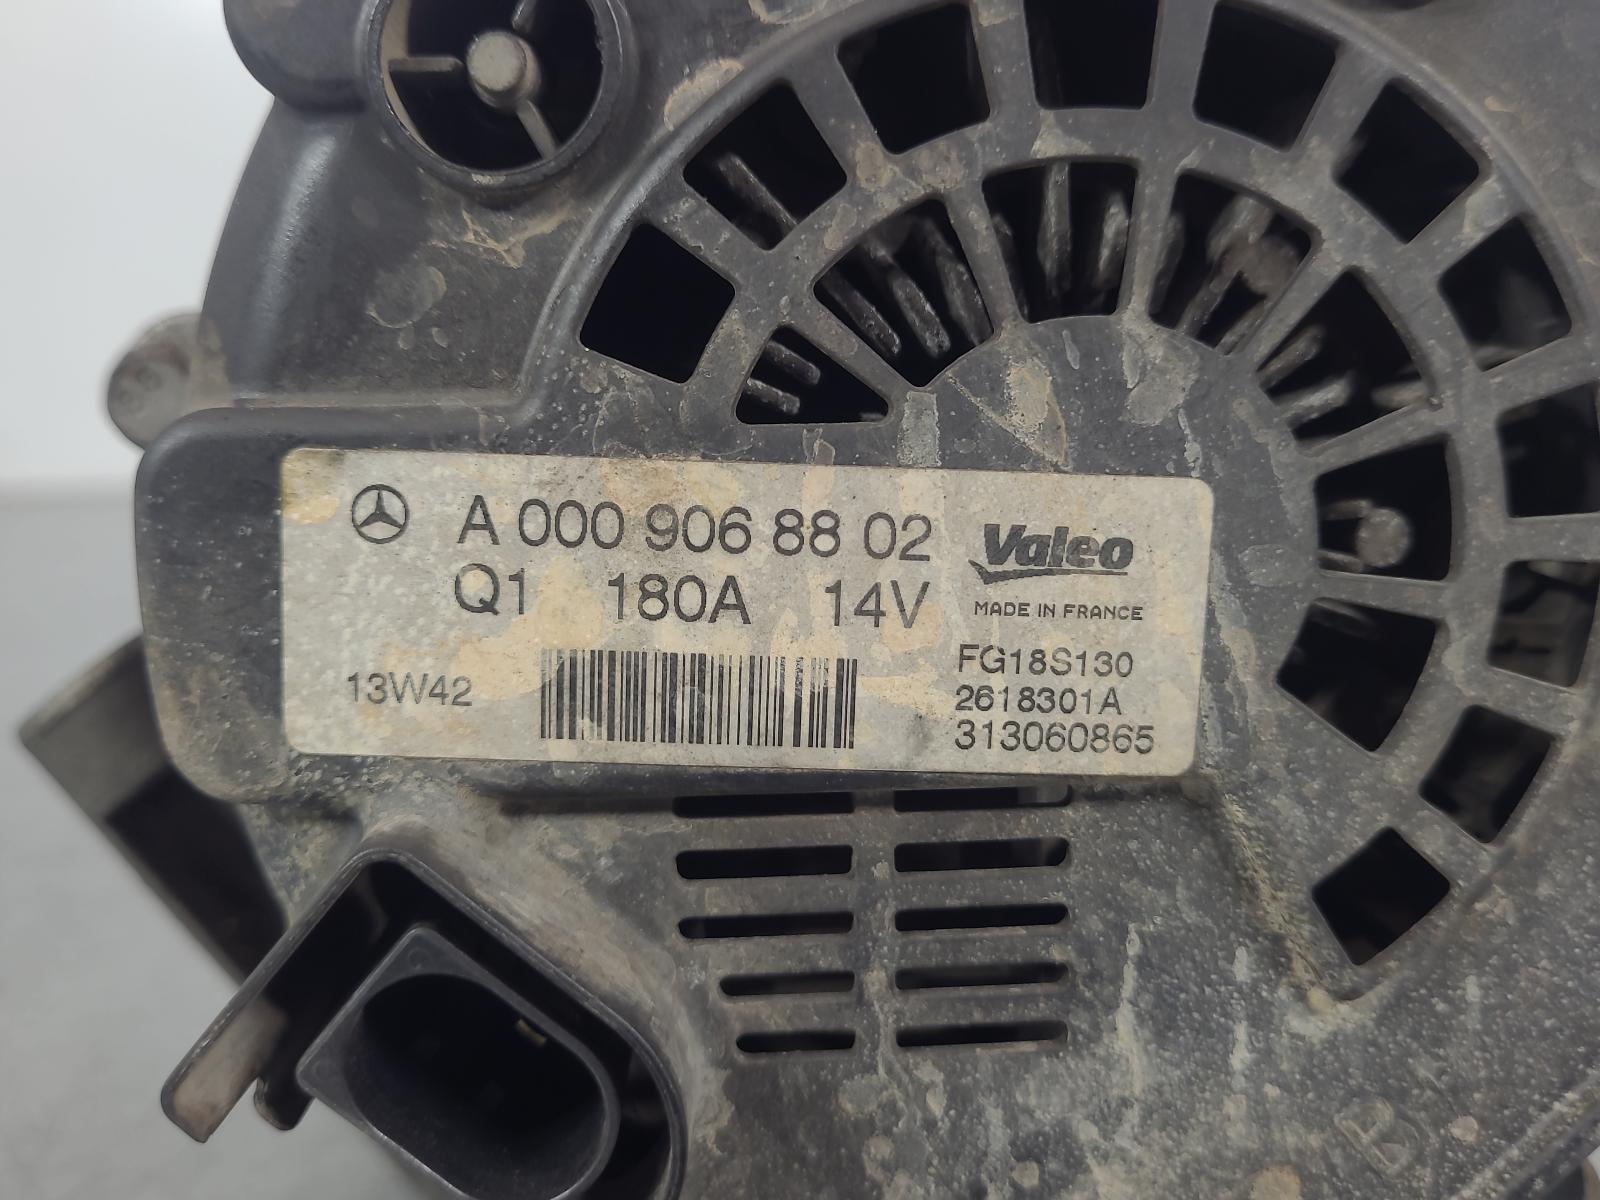 A 000 906 88 02
Q1 180A 14V
Valeo
MADE IN FRANCE
13W42
FG18S130
2618301A
313060865
B